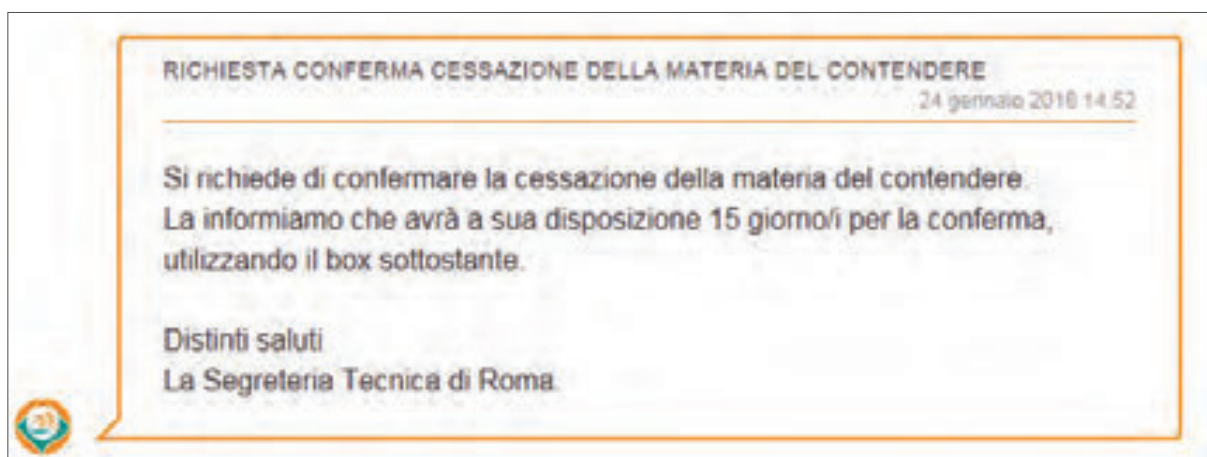 RICHIESTA CONFERMA CESSAZIONE DELLA MATERIA DEL CONTENDERE
24 gennaio 2018 14:52
Si richiede di confermare la cessazione della materia del contendere.
La informiamo che avrà a sua disposizione 15 giorno/i per la conferma,
utilizzando il box sottostante.
Distinti saluti
La Segreteria Tecnica di Roma